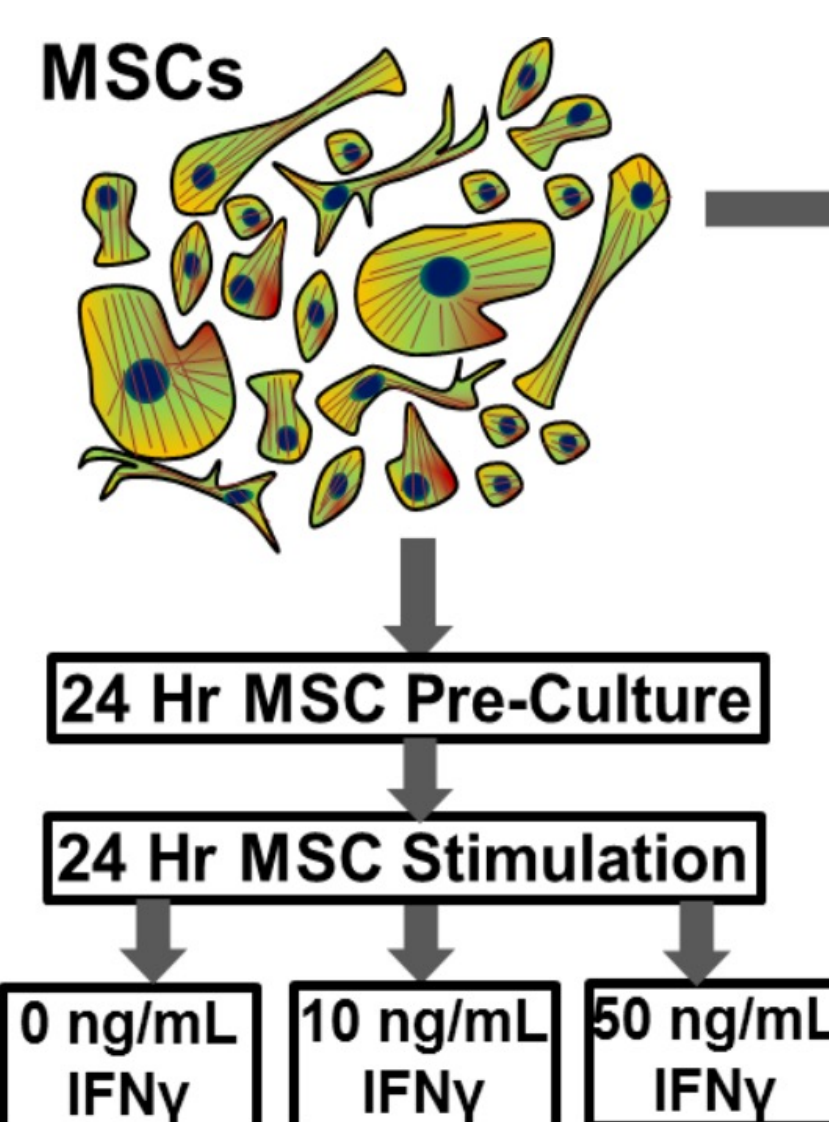 MSCs
24 Hr MSC Pre-Culture
24 Hr MSC Stimulation
0 ng/mL
IFNγ
10 ng/mL
IFNγ
50 ng/mL
IFNγ